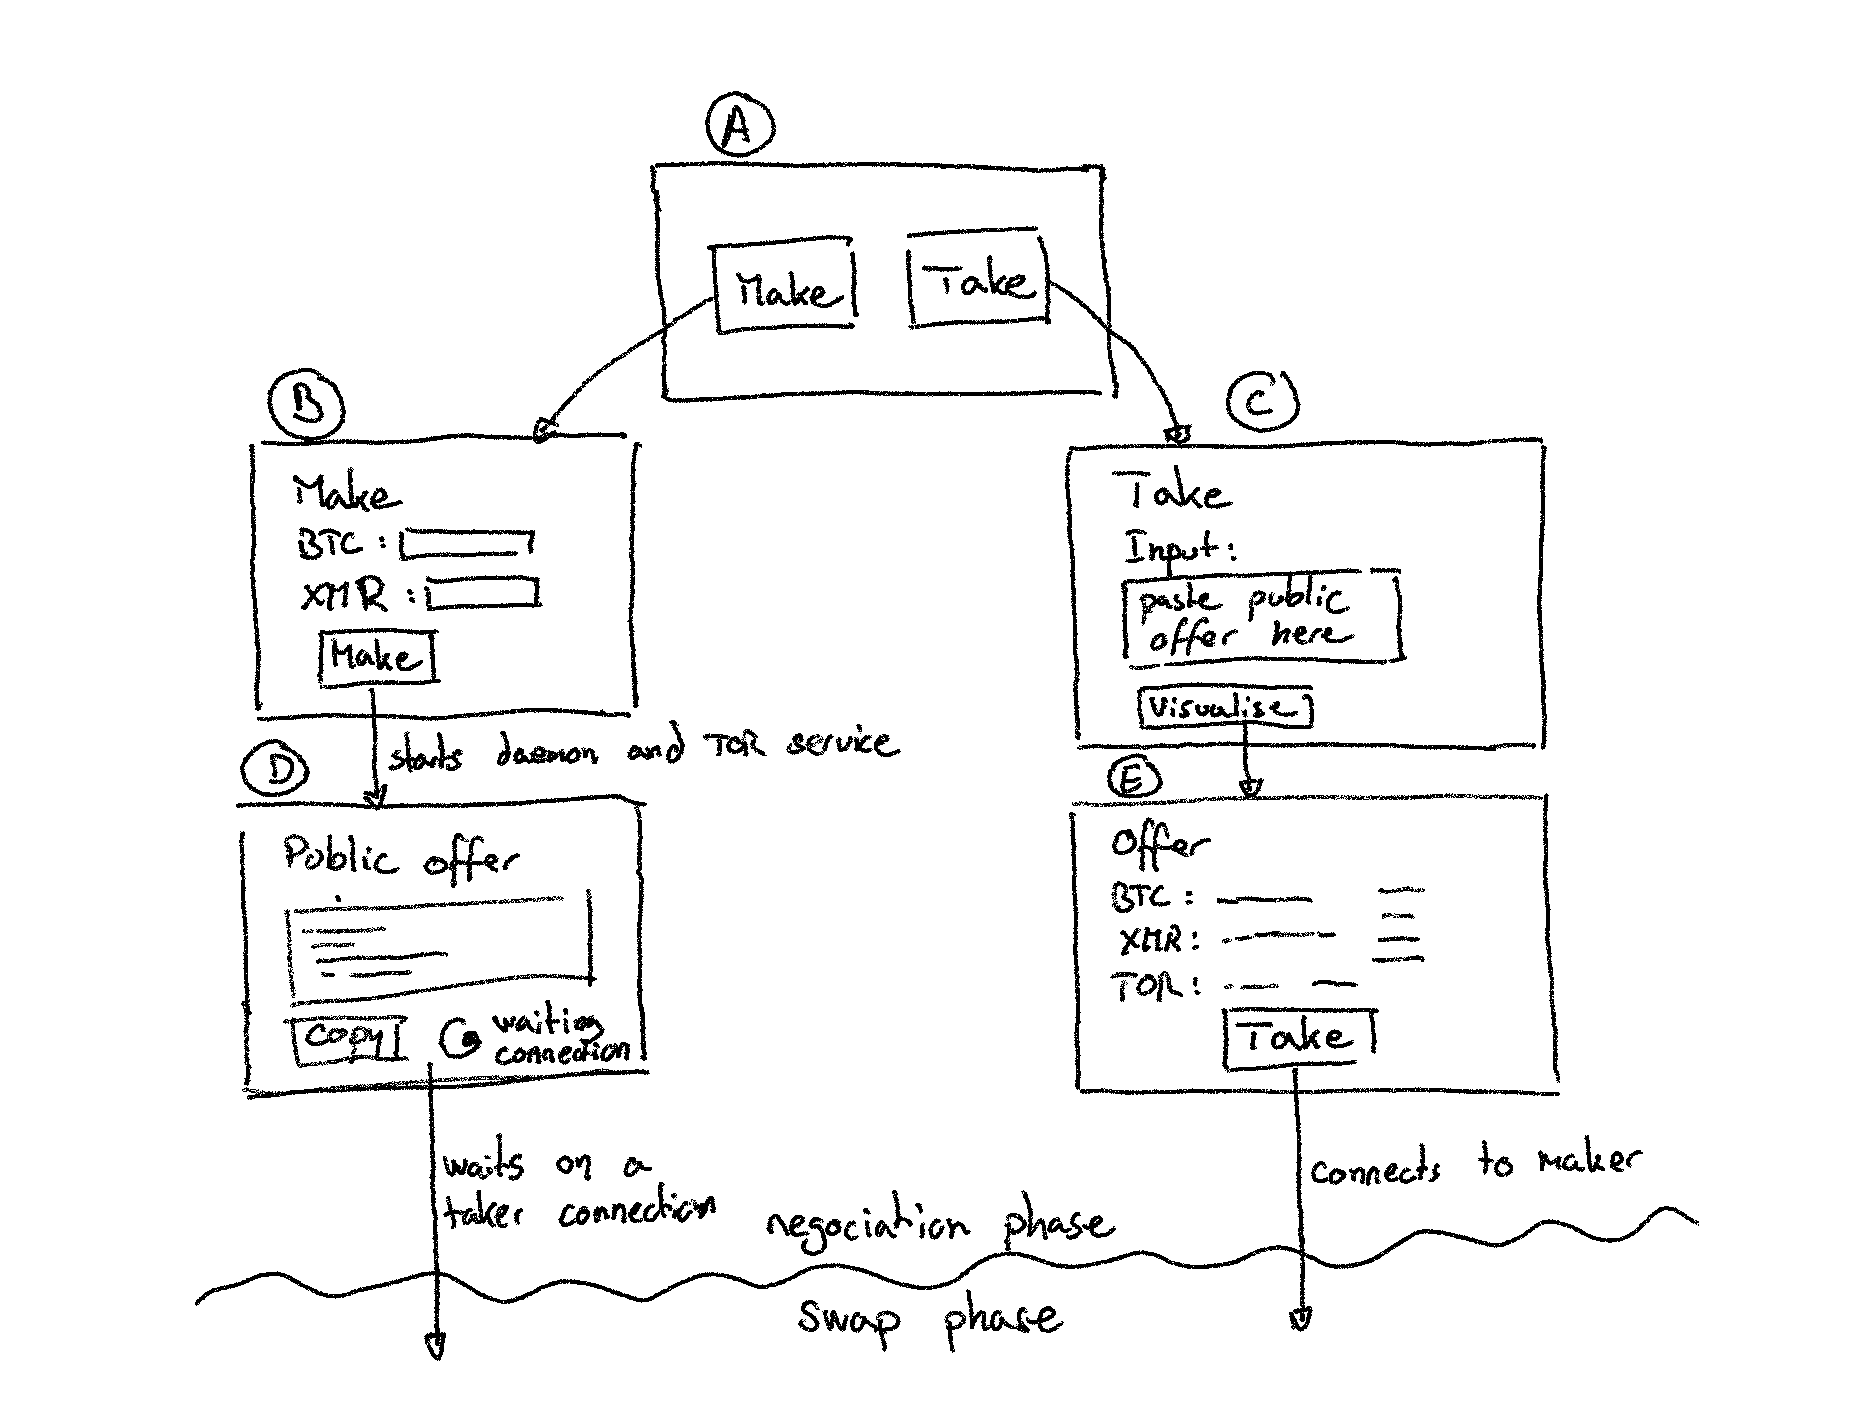 A
Make
Take
B
Make
BTC :
XMR :
Make
starts daemon and TOR service
C
Take
Input :
paste public
offer here
Visualise
D
Public offer
Copy
waiting
connection
waits on a
taker connection
E
Offer
BTC :
XMR :
TOR :
Take
connects to maker
negociation phase
swap phase